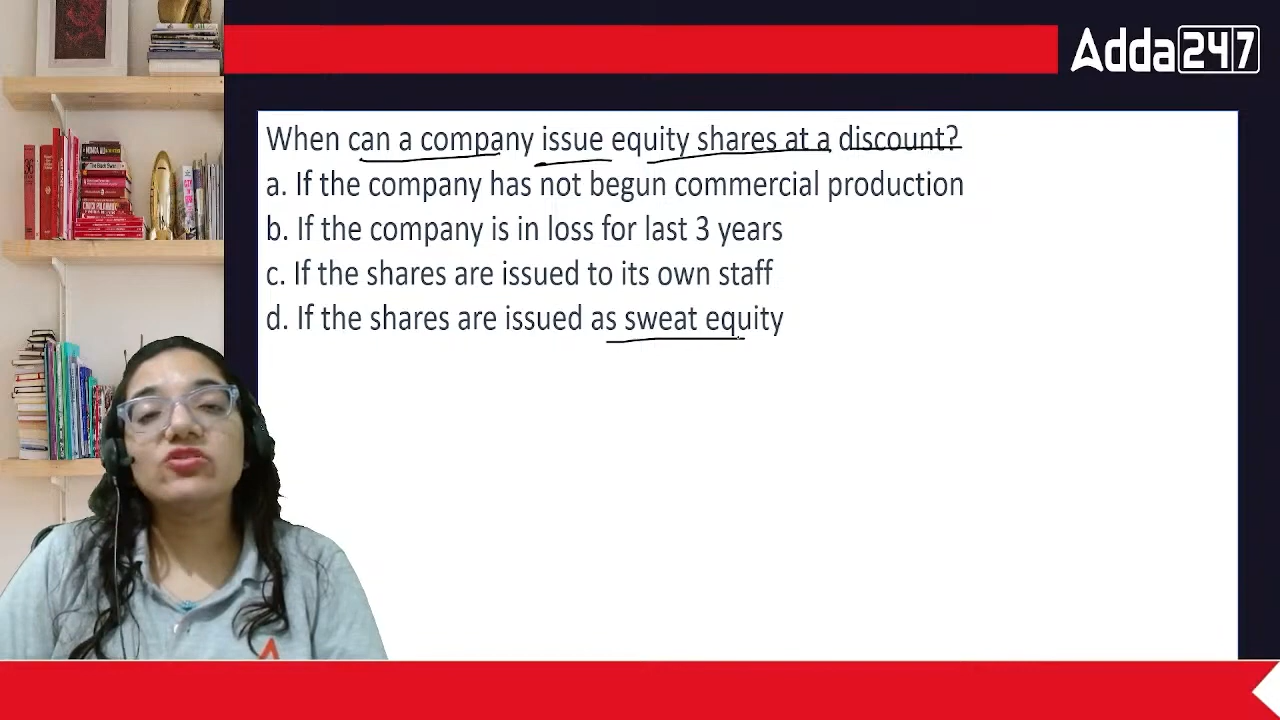 Adda247
When can a company issue equity shares at a discount?
a. If the company has not begun commercial production
b. If the company is in loss for last 3 years
c. If the shares are issued to its own staff
d. If the shares are issued as sweat equity